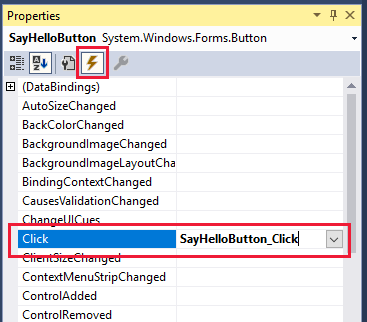 Properties
SayHelloButton System.Windows.Forms.Button
(DataBindings)
AutoSizeChanged
BackColorChanged
BackgroundImageChanged
BackgroundImageLayoutCha
BindingContextChanged
CausesValidationChanged
ChangeUICues
Click SayHelloButton_Click
ClientSizeChanged
ContextMenuStripChanged
ControlAdded
ControlRemoved